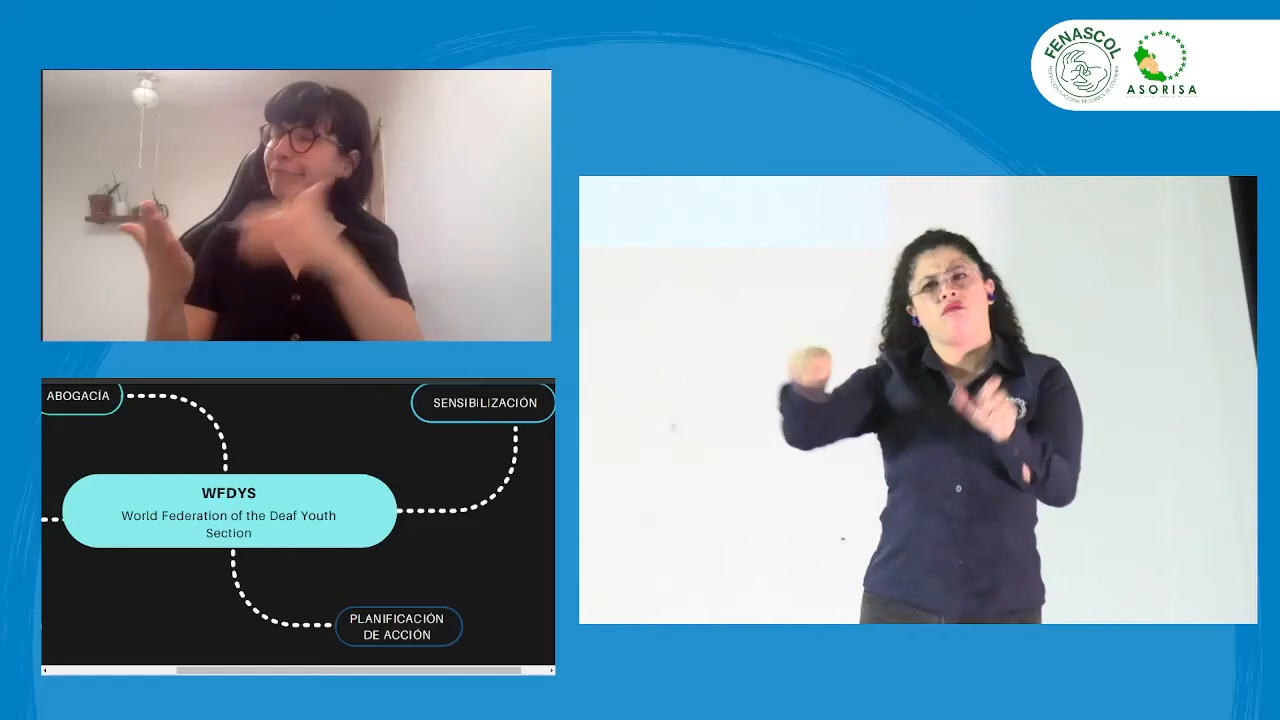 FENASCOL
ASORISA
ABOGACÍA
SENSIBILIZACIÓN
WFDYS
World Federation of the Deaf Youth
Section
PLANIFICACIÓN
DE ACCIÓN